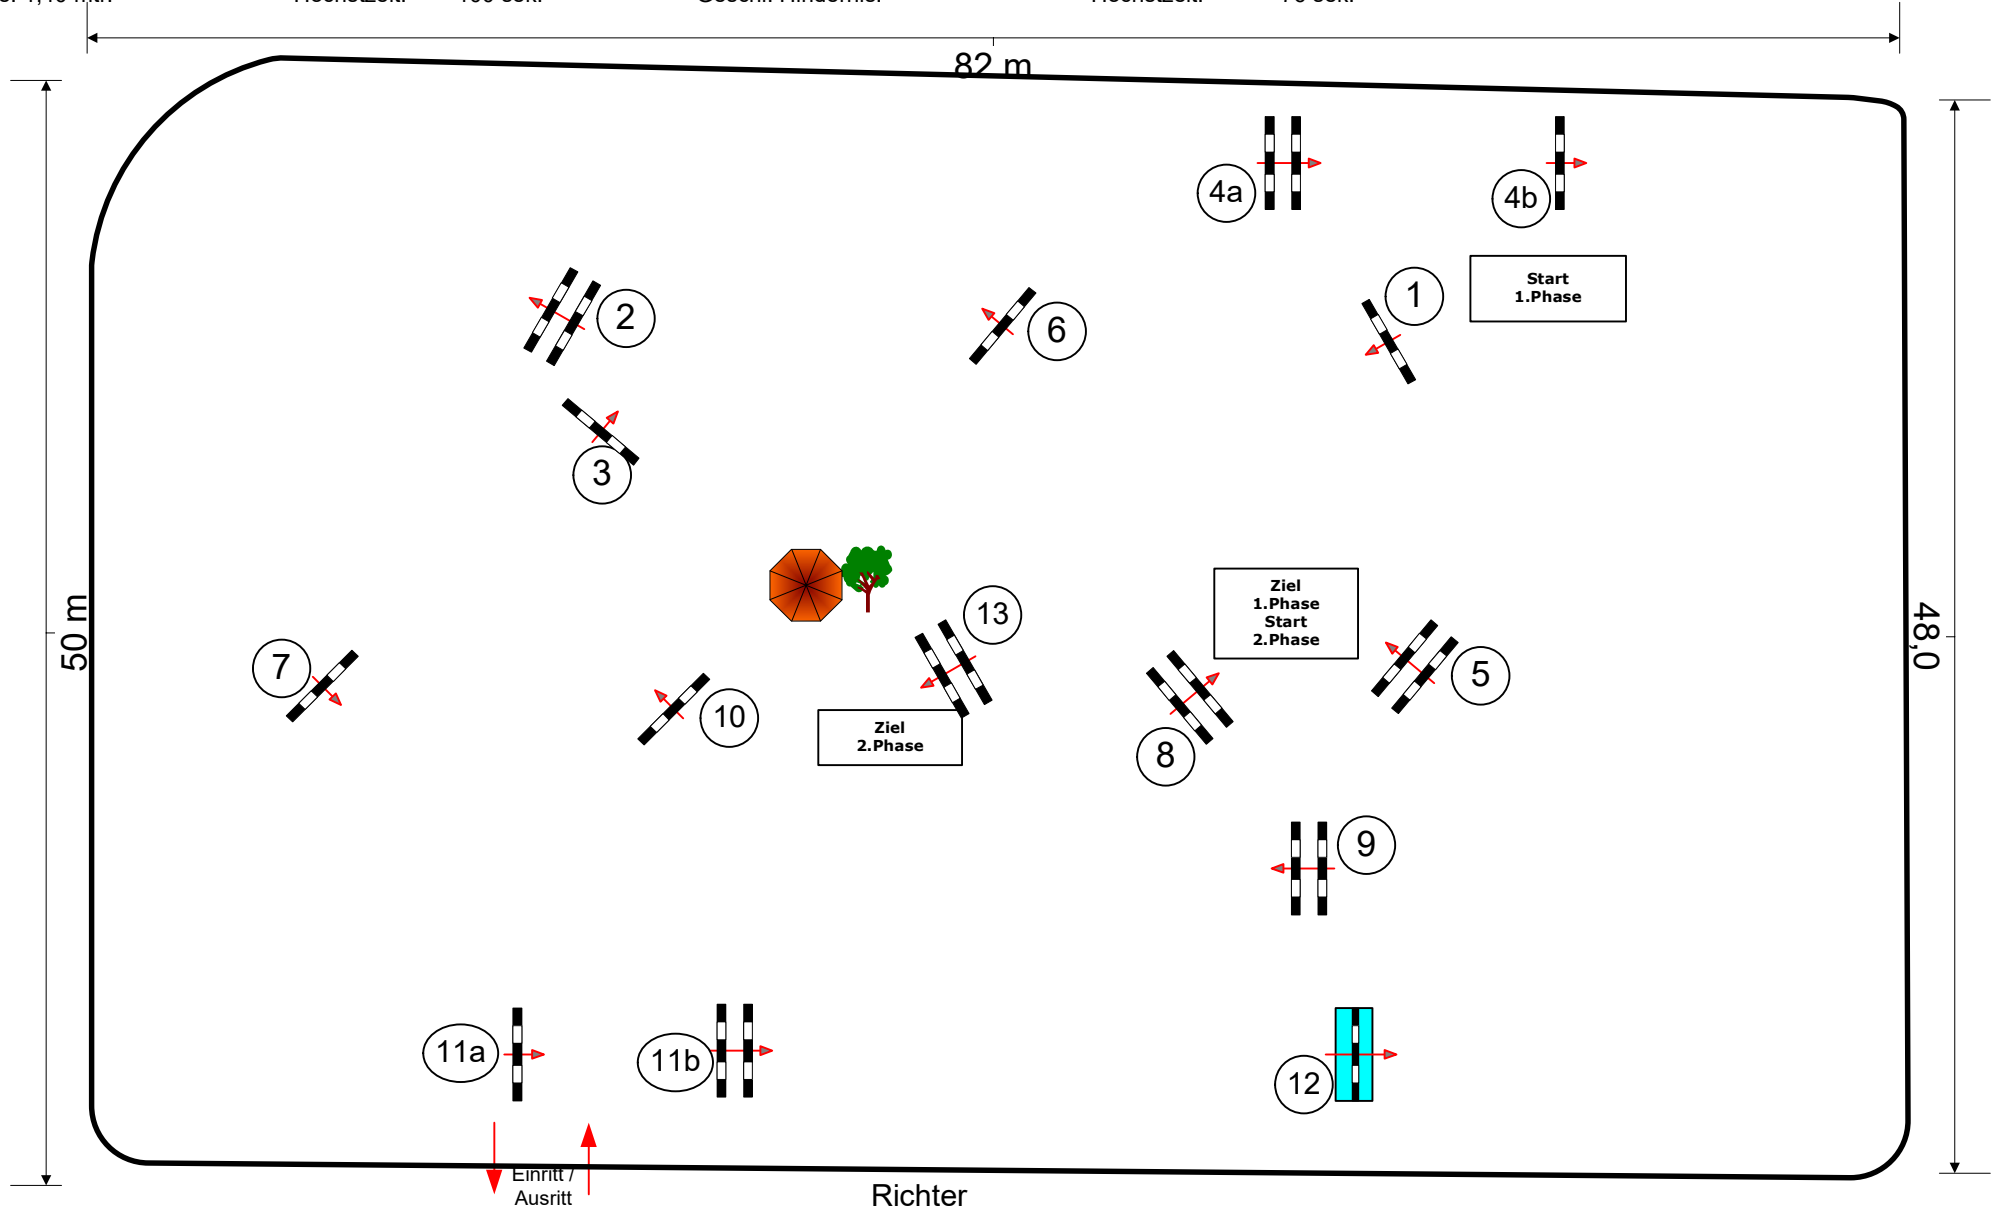 82 m
4a
4b
Start
1.Phase
1
2
6
3
50 m
48,0
13
Ziel
1.Phase
Start
2.Phase
7
5
10
Ziel
2.Phase
8
9
11a
11b
12
Einritt /
Ausritt
Richter